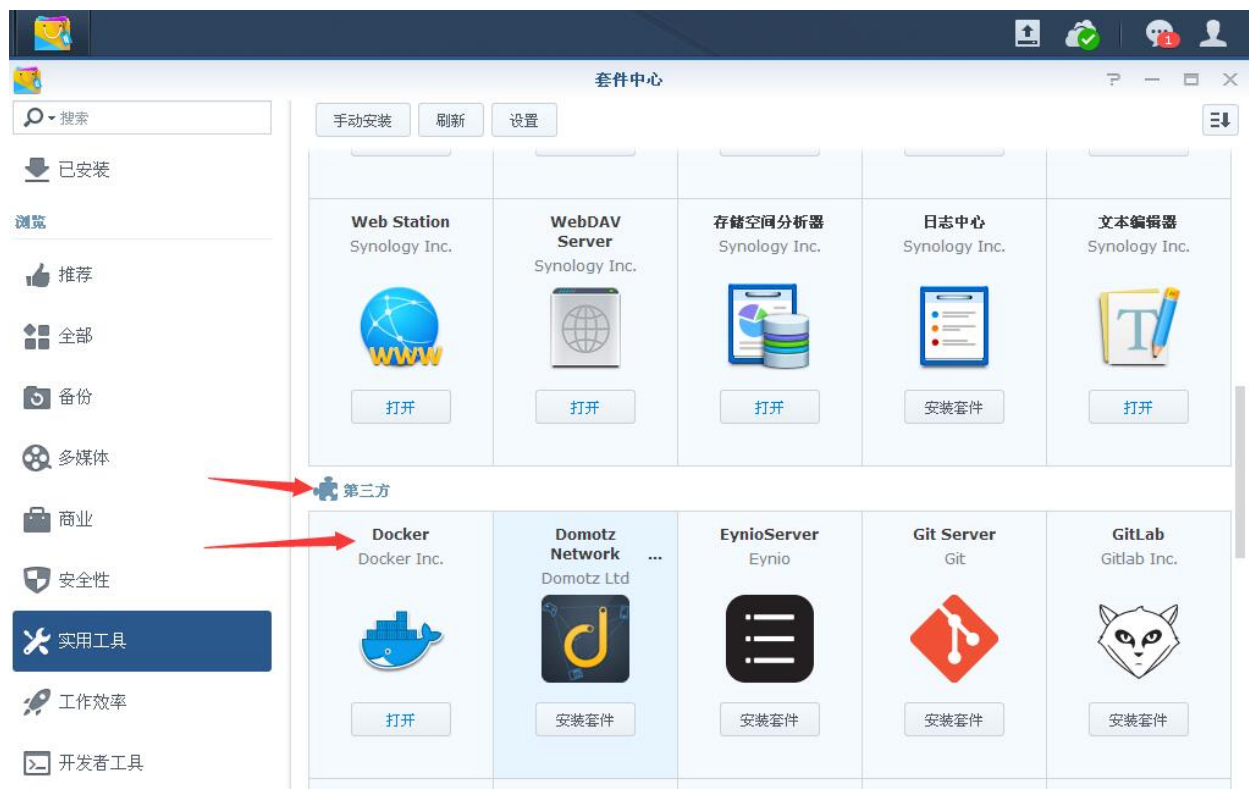 1
套件中心
搜索
手动安装 刷新 设置
已安装
浏览
推荐
全部
备份
多媒体
商业
安全性
实用工具
工作效率
开发者工具
Web Station
Synology Inc.
WWW
打开
WebDAV
Server
Synology Inc.
打开
存储空间分析器
Synology Inc.
打开
日志中心
Synology Inc.
安装套件
文本编辑器
Synology Inc.
T
打开
第三方
Docker
Docker Inc.
打开
Domotz
Network ...
Domotz Ltd
d
安装套件
EynioServer
Eynio
安装套件
Git Server
Git
安装套件
GitLab
Gitlab Inc.
安装套件